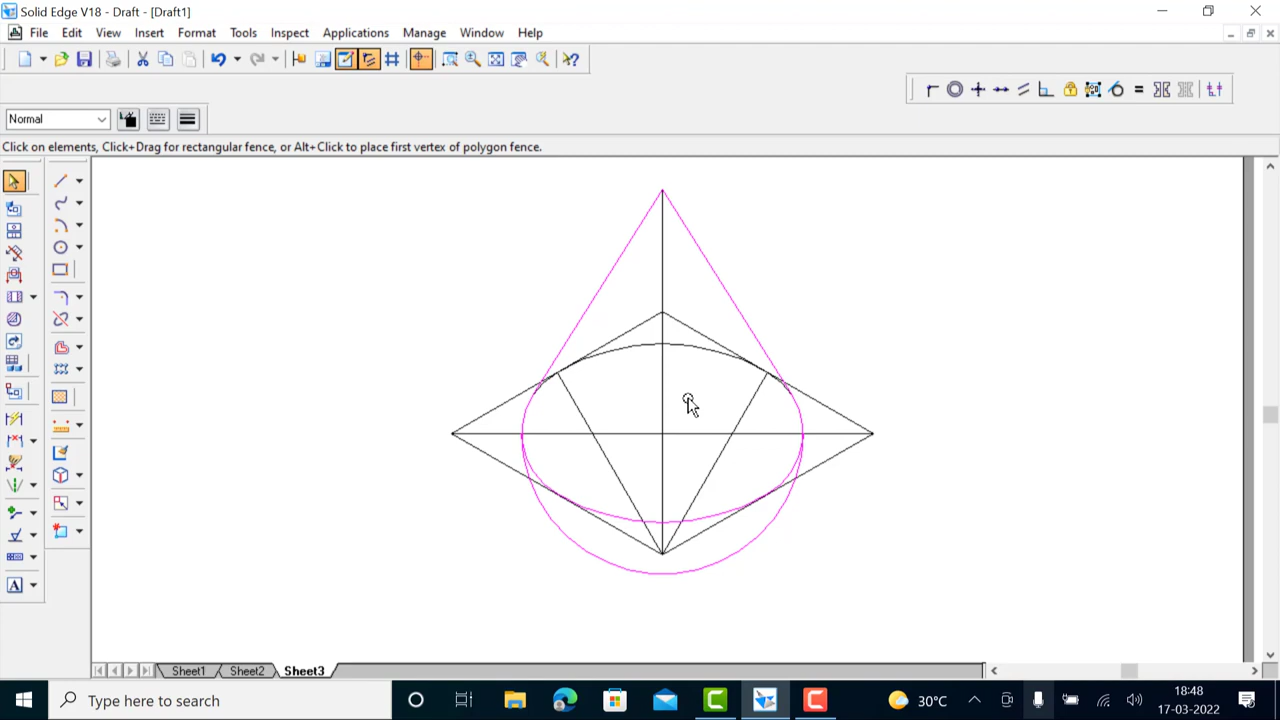 Solid Edge V18 - Draft - [Draft1]
File Edit View Insert Format Tools Inspect Applications Manage Window Help
Normal
Click on elements, Click+Drag for rectangular fence, or Alt+Click to place first vertex of polygon fence.
A
Sheet1 Sheet2 Sheet3
Type here to search
30°C
18:48
17-03-2022